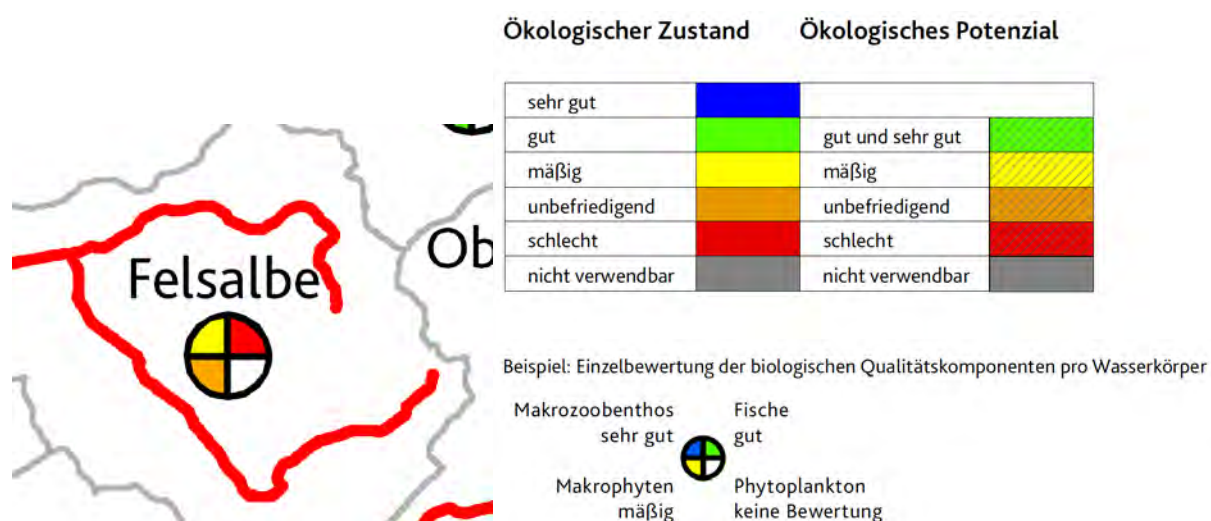 Ökologischer Zustand Ökologisches Potenzial
sehr gut
gut gut und sehr gut
mäßig mäßig
unbefriedigend unbefriedigend
schlecht schlecht
nicht verwendbar nicht verwendbar
Felsalbe
Ob
Beispiel: Einzelbewertung der biologischen Qualitätskomponenten pro Wasserkörper
Makrozoobenthos Fische
sehr gut gut
Makrophyten Phytoplankton
mäßig keine Bewertung